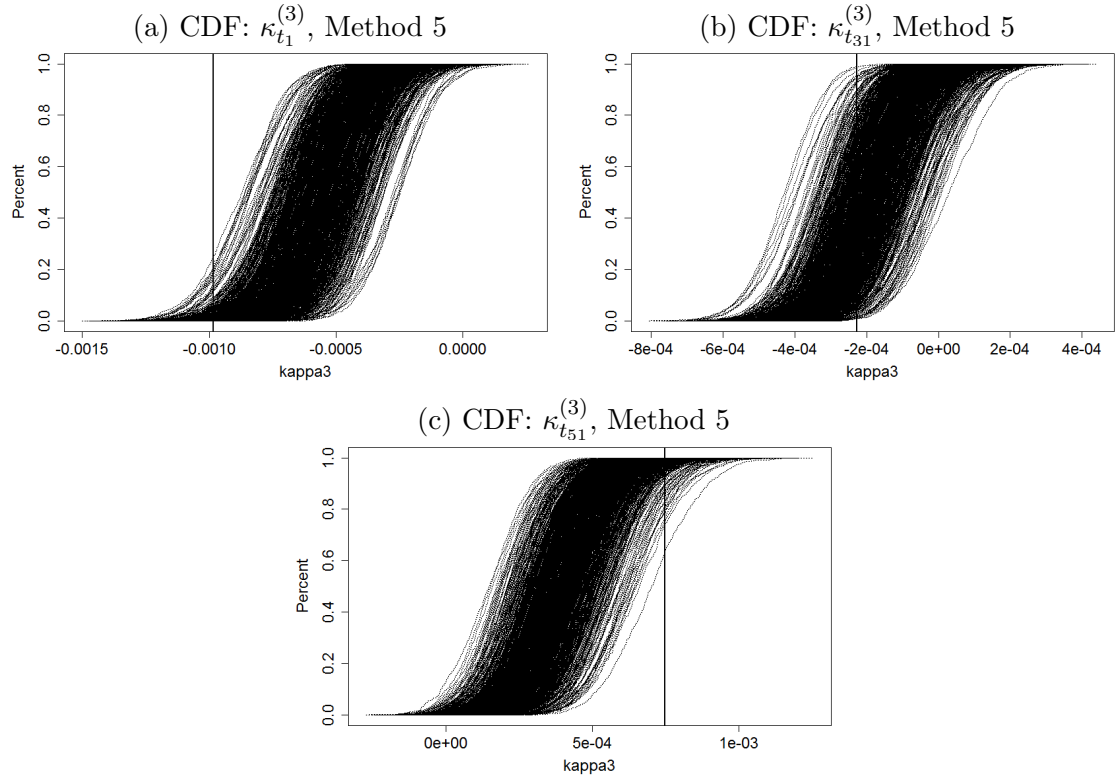 (a) CDF: κ_{t_1}^{(3)}, Method 5
1.0
0.8
0.6
0.4
0.2
0.0
Percent
-0.0015 -0.0010 -0.0005 0.0000
kappa3
(b) CDF: κ_{t_{31}}^{(3)}, Method 5
1.0
0.8
0.6
0.4
0.2
0.0
Percent
-8e-04 -6e-04 -4e-04 -2e-04 0e+00 2e-04 4e-04
kappa3
(c) CDF: κ_{t_{51}}^{(3)}, Method 5
1.0
0.8
0.6
0.4
0.2
0.0
Percent
0e+00 5e-04 1e-03
kappa3